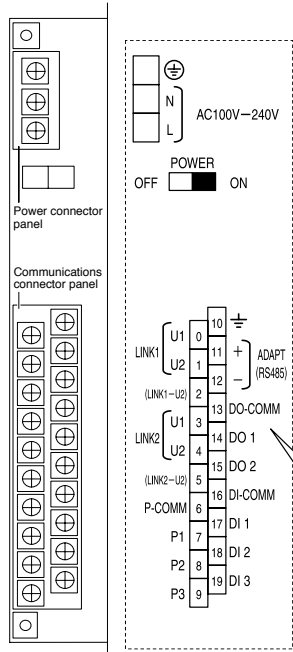 N
AC100V－240V
L
POWER
OFF
ON
Power connector
panel
Communications
connector panel
LINK1
U1
U2
(LINK1－U2)
LINK2
U1
U2
(LINK2－U2)
P-COMM
P1
P2
P3
0
1
2
3
4
5
6
7
8
9
10
11
12
13
14
15
16
17
18
19
+
−
ADAPT
(RS485)
DO-COMM
DO 1
DO 2
DI-COMM
DI 1
DI 2
DI 3